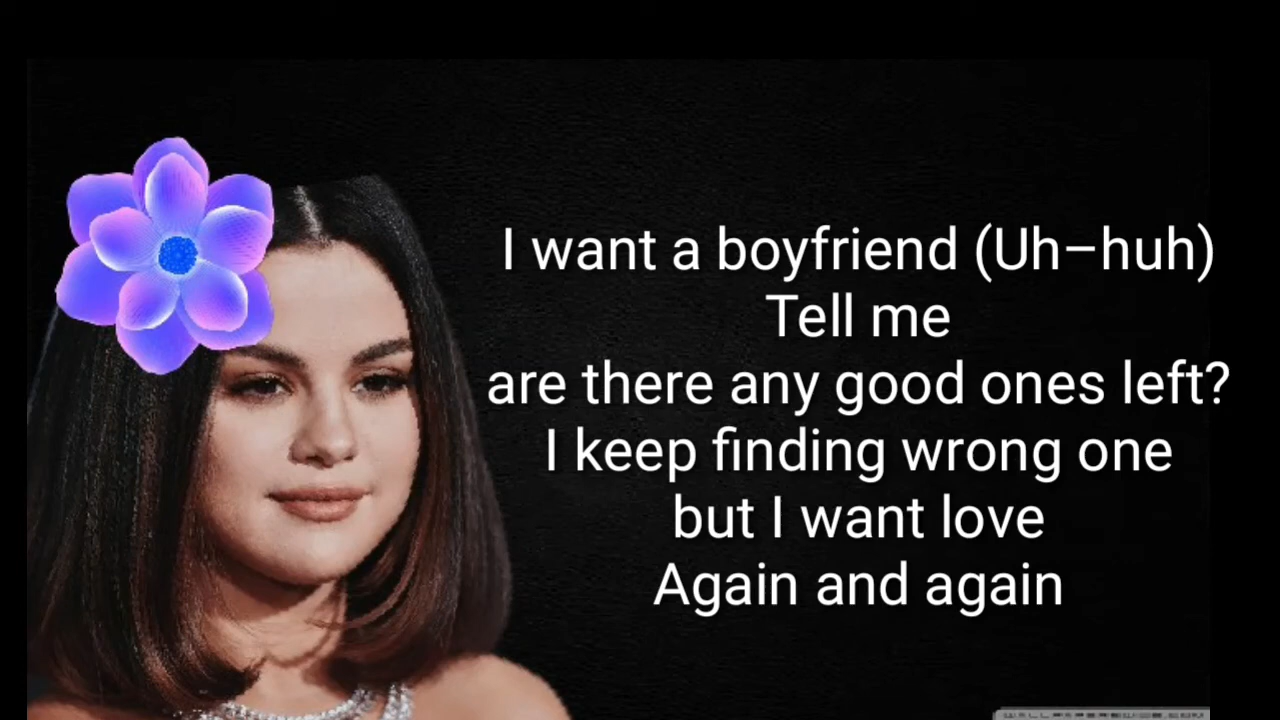 I want a boyfriend (Uh–huh)
Tell me
are there any good ones left?
I keep finding wrong one
but I want love
Again and again